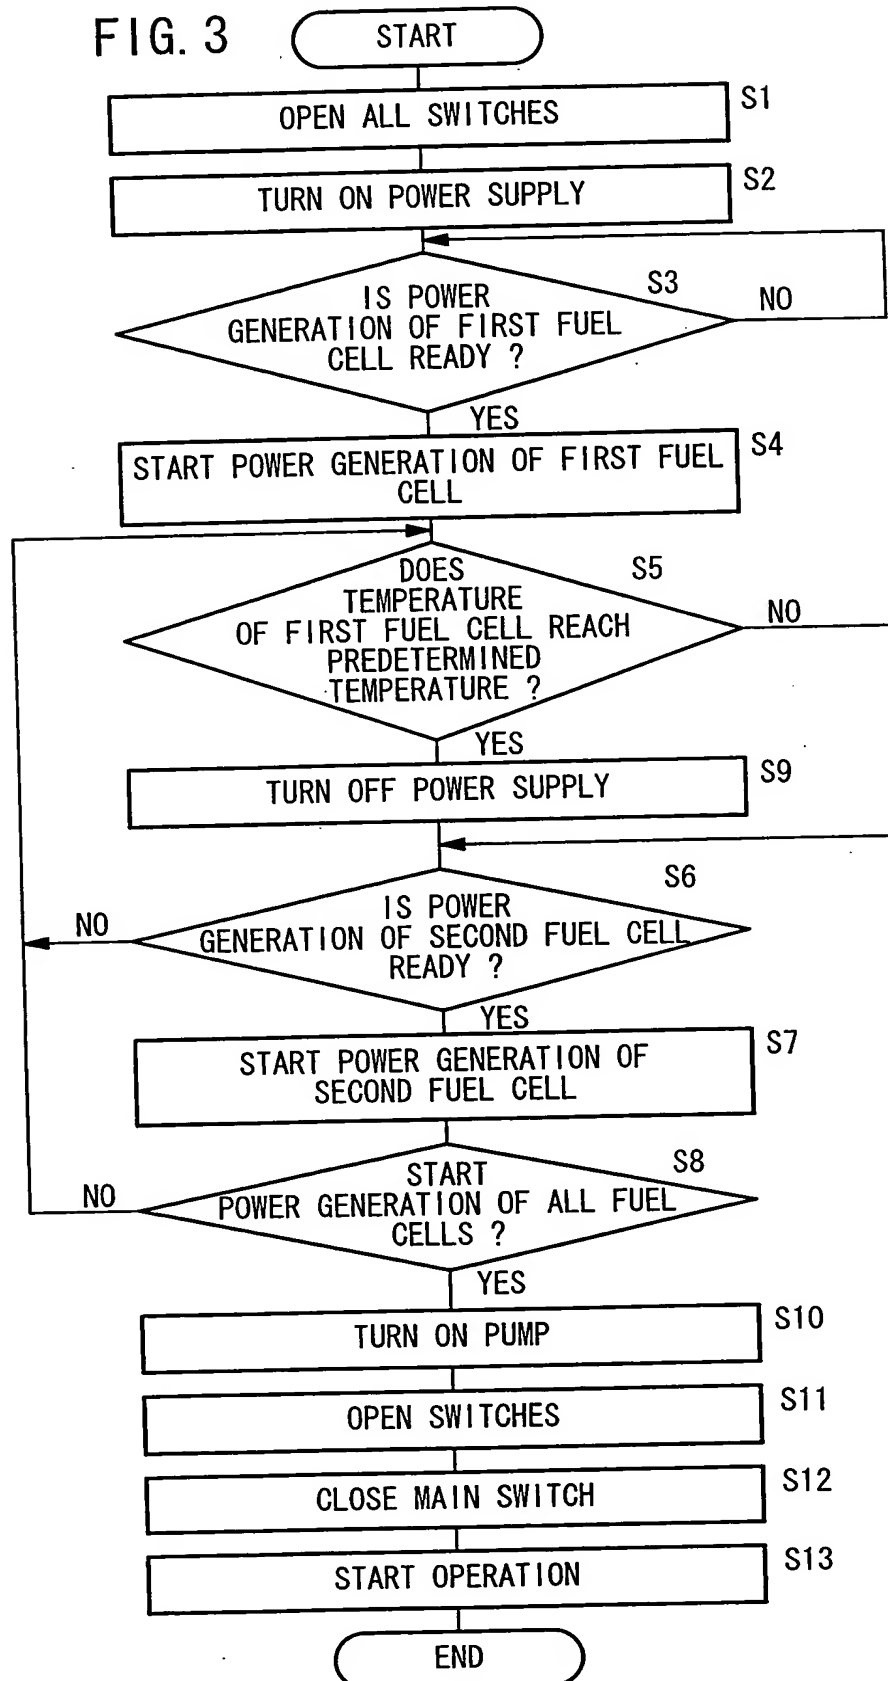 FIG. 3
START
OPEN ALL SWITCHES
S1
TURN ON POWER SUPPLY
S2
IS POWER
GENERATION OF FIRST FUEL
CELL READY ?
S3
NO
YES
START POWER GENERATION OF FIRST FUEL
CELL
S4
DOES
TEMPERATURE
OF FIRST FUEL CELL REACH
PREDETERMINED
TEMPERATURE ?
S5
NO
YES
TURN OFF POWER SUPPLY
S9
IS POWER
GENERATION OF SECOND FUEL CELL
READY ?
S6
NO
YES
START POWER GENERATION OF
SECOND FUEL CELL
S7
START
POWER GENERATION OF ALL FUEL
CELLS ?
S8
NO
YES
TURN ON PUMP
S10
OPEN SWITCHES
S11
CLOSE MAIN SWITCH
S12
START OPERATION
S13
END